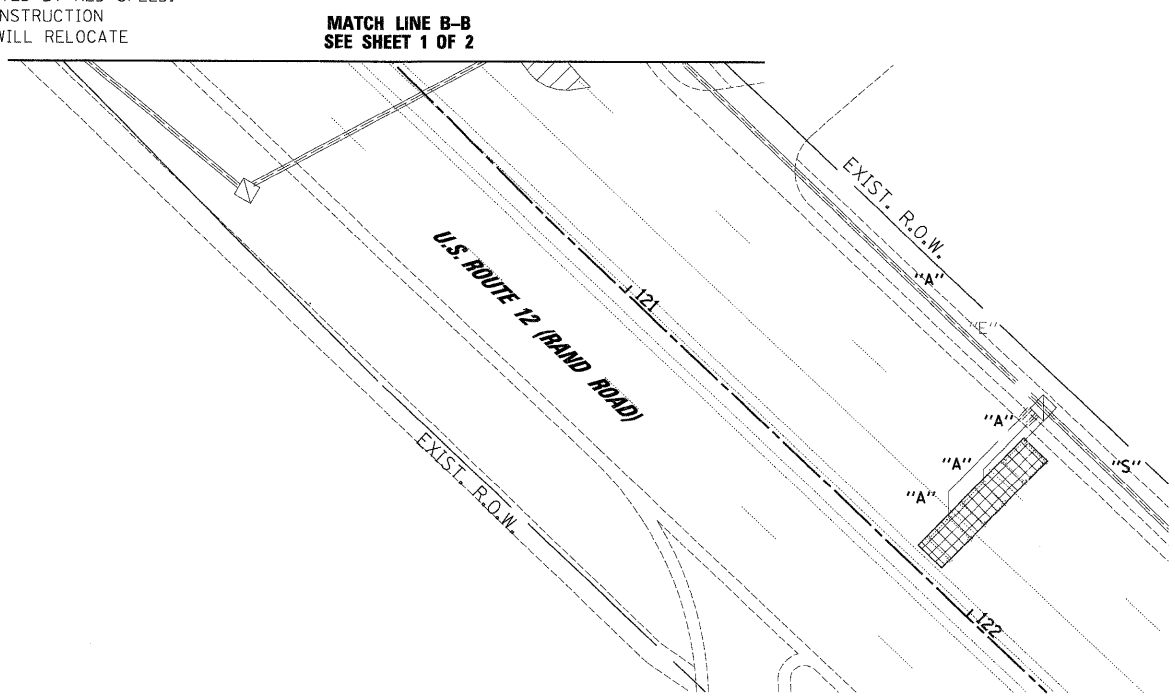 NSTRUCTION
WILL RELOCATE
MATCH LINE B–B
SEE SHEET 1 OF 2
EXIST. R.O.W.
"A"
U.S. ROUTE 12 (RAND ROAD)
121
"E"
"A"
"A"
"S"
"A"
EXIST. R.O.W.
122